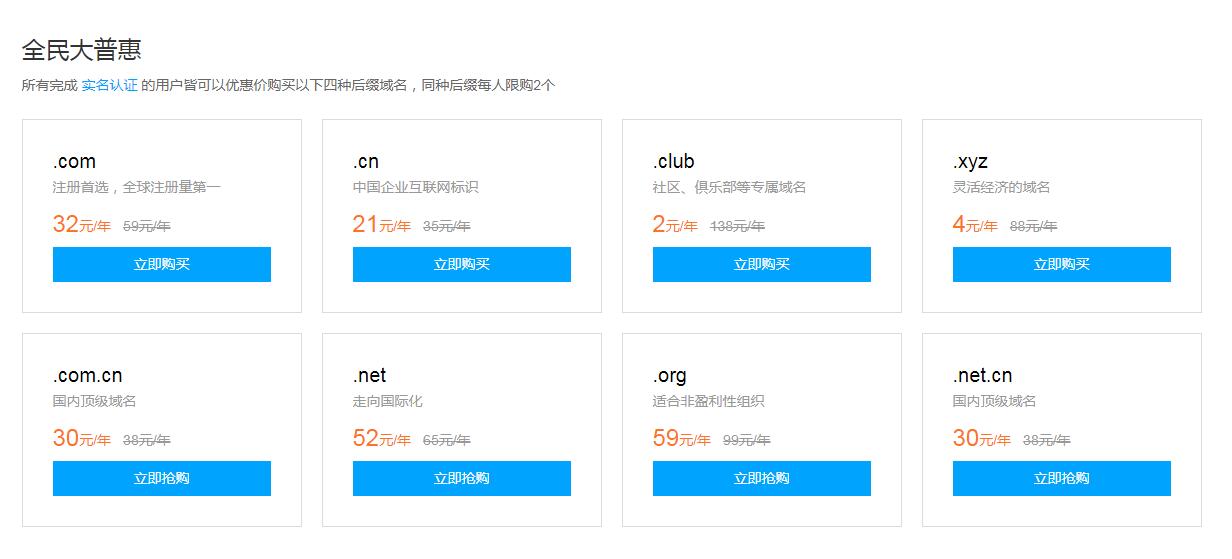 全民大普惠
所有完成 实名认证 的用户皆可以优惠价购买以下四种后缀域名，同种后缀每人限购2个
.com
注册首选，全球注册量第一
32元/年 59元/年
立即购买
.cn
中国企业互联网标识
21元/年 35元/年
立即购买
.club
社区、俱乐部等专属域名
2元/年 138元/年
立即购买
.xyz
灵活经济的域名
4元/年 88元/年
立即购买
.com.cn
国内顶级域名
30元/年 38元/年
立即抢购
.net
走向国际化
52元/年 65元/年
立即抢购
.org
适合非盈利性组织
59元/年 99元/年
立即抢购
.net.cn
国内顶级域名
30元/年 38元/年
立即抢购